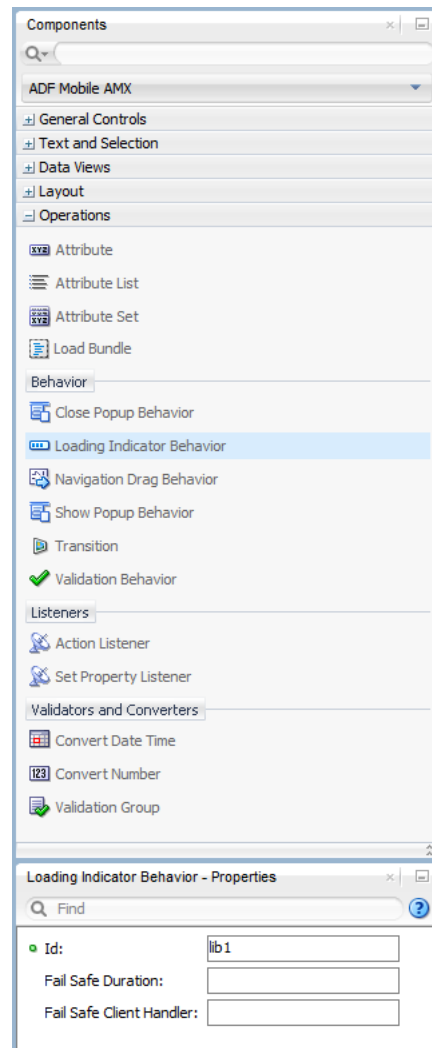 Components
ADF Mobile AMX
General Controls
Text and Selection
Data Views
Layout
Operations
Attribute
Attribute List
Attribute Set
Load Bundle
Behavior
Close Popup Behavior
Loading Indicator Behavior
Navigation Drag Behavior
Show Popup Behavior
Transition
Validation Behavior
Listeners
Action Listener
Set Property Listener
Validators and Converters
Convert Date Time
Convert Number
Validation Group
Loading Indicator Behavior - Properties
Find
Id: lib1
Fail Safe Duration:
Fail Safe Client Handler: